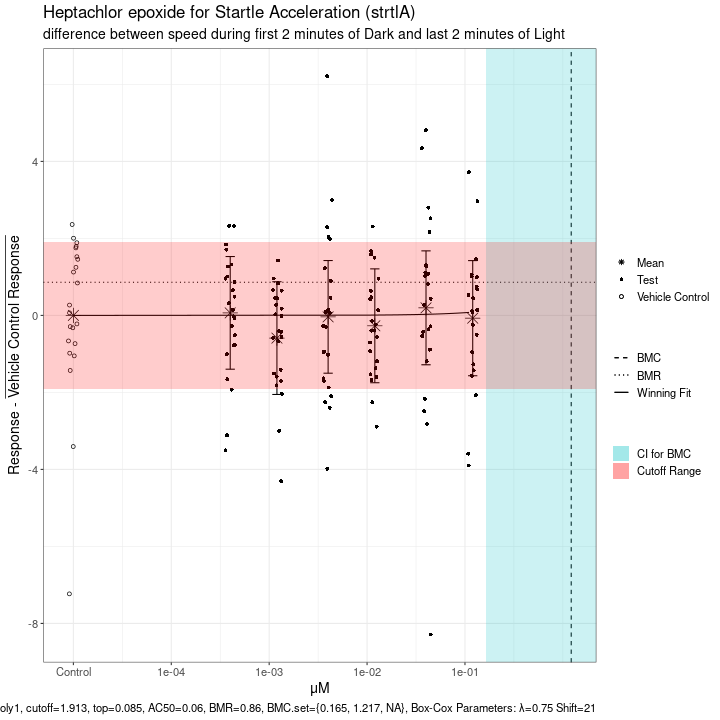 Heptachlor epoxide for Startle Acceleration (strtlA)
difference between speed during first 2 minutes of Dark and last 2 minutes of Light
Response - Vehicle Control Response
4
0
-4
-8
Control
1e-04
1e-03
1e-02
1e-01
μM
Mean
Test
Vehicle Control
BMC
BMR
Winning Fit
CI for BMC
Cutoff Range
oly1, cutoff=1.913, top=0.085, AC50=0.06, BMR=0.86, BMC.set={0.165, 1.217, NA}, Box-Cox Parameters: λ=0.75 Shift=21